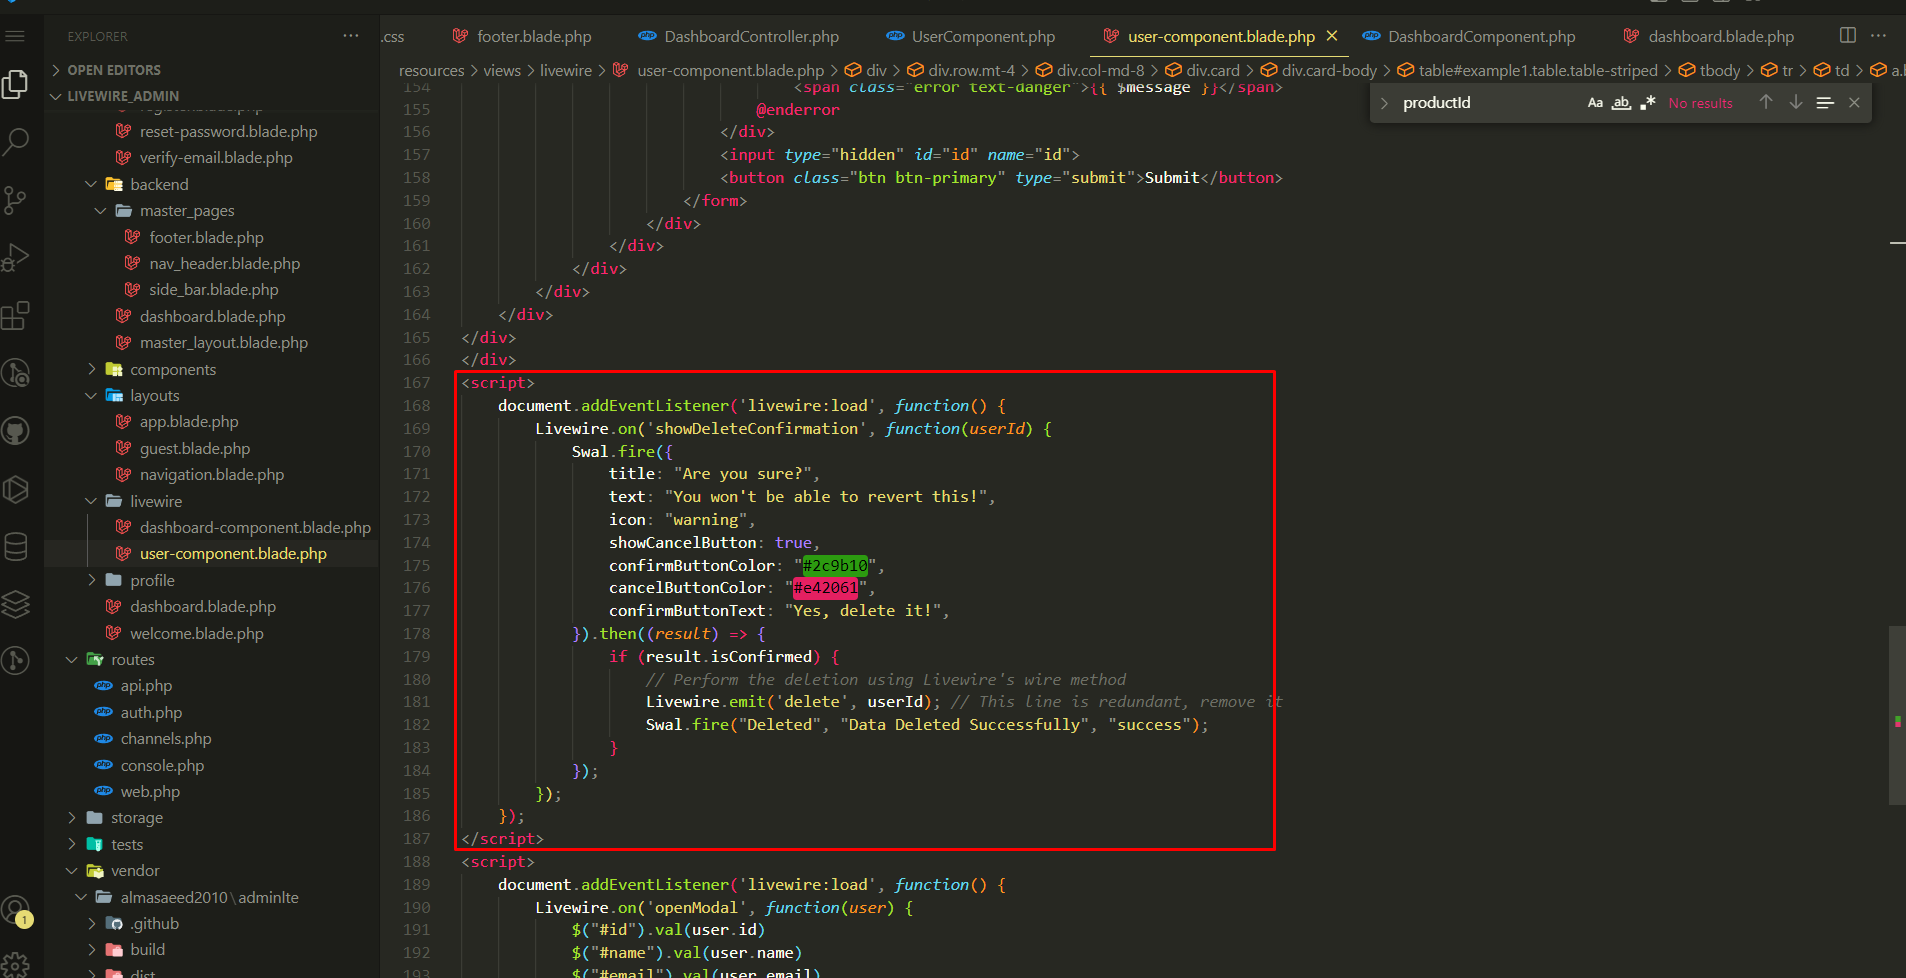 EXPLORER
OPEN EDITORS
LIVEWIRE_ADMIN
reset-password.blade.php
verify-email.blade.php
backend
master_pages
footer.blade.php
nav_header.blade.php
side_bar.blade.php
dashboard.blade.php
master_layout.blade.php
components
layouts
app.blade.php
guest.blade.php
navigation.blade.php
livewire
dashboard-component.blade.php
user-component.blade.php
profile
dashboard.blade.php
welcome.blade.php
routes
api.php
auth.php
channels.php
console.php
web.php
storage
tests
vendor
almasaeed2010\adminlte
.github
build
dist
1
.css footer.blade.php DashboardController.php UserComponent.php user-component.blade.php DashboardComponent.php dashboard.blade.php
resources > views > livewire > user-component.blade.php > div > div.row.mt-4 > div.col-md-8 > div.card > div.card-body > table#example1.table.table-striped > tbody > tr > td > a.
productId Aa ab No results
154 <span class="error text-danger">{{ $message }}</span>
155 @enderror
156 </div>
157 <input type="hidden" id="id" name="id">
158 <button class="btn btn-primary" type="submit">Submit</button>
159 </form>
160 </div>
161 </div>
162 </div>
163 </div>
164 </div>
165 </div>
166 </div>
167 <script>
168 document.addEventListener('livewire:load', function() {
169 Livewire.on('showDeleteConfirmation', function(userId) {
170 Swal.fire({
171 title: "Are you sure?",
172 text: "You won't be able to revert this!",
173 icon: "warning",
174 showCancelButton: true,
175 confirmButtonColor: "#2c9b10",
176 cancelButtonColor: "#e42061",
177 confirmButtonText: "Yes, delete it!",
178 }).then((result) => {
179 if (result.isConfirmed) {
180 // Perform the deletion using Livewire's wire method
181 Livewire.emit('delete', userId); // This line is redundant, remove it
182 Swal.fire("Deleted", "Data Deleted Successfully", "success");
183 }
184 });
185 });
186 });
187 </script>
188 <script>
189 document.addEventListener('livewire:load', function() {
190 Livewire.on('openModal', function(user) {
191 $("#id").val(user.id)
192 $("#name").val(user.name)
193 $("#email").val(user.email)